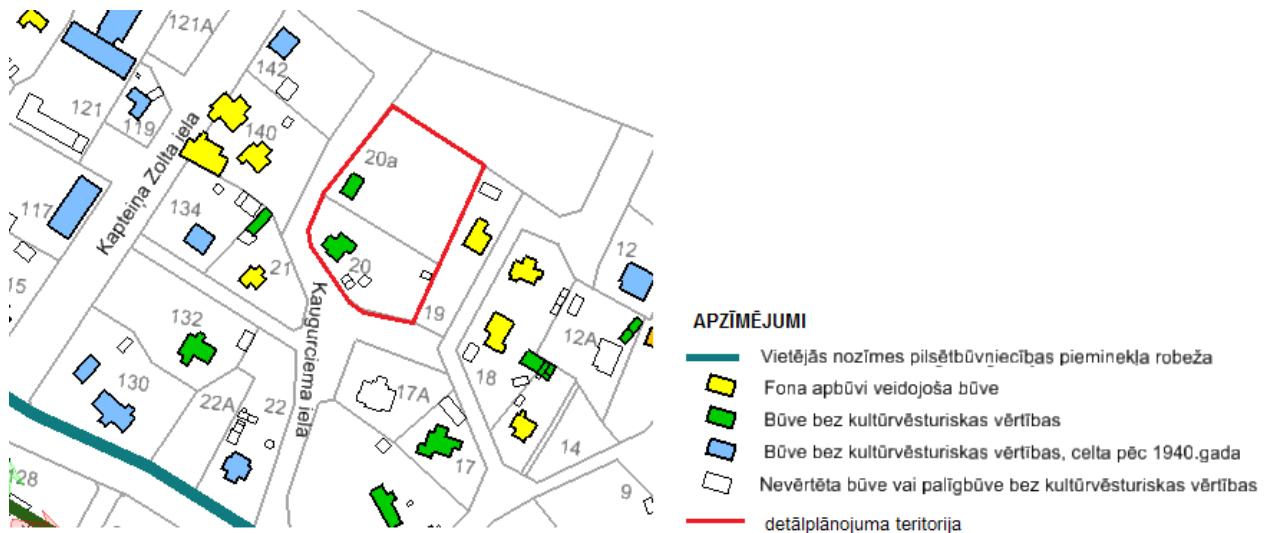 121A
142
121
119
140
20a
117
134
Kapteiņa Zolta iela
21
20
12
15
19
132
Kaugurciema iela
12A
130
18
17A
22A
22
17
14
128
9
APZĪMĒJUMI
Vietējās nozīmes pilsētbūvniecības pieminekļa robeža
Fona apbūvi veidojoša būve
Būve bez kultūrvēsturiskas vērtības
Būve bez kultūrvēsturiskas vērtības, celta pēc 1940.gada
Nevērtēta būve vai palīgbūve bez kultūrvēsturiskas vērtības
detālplānojuma teritorija